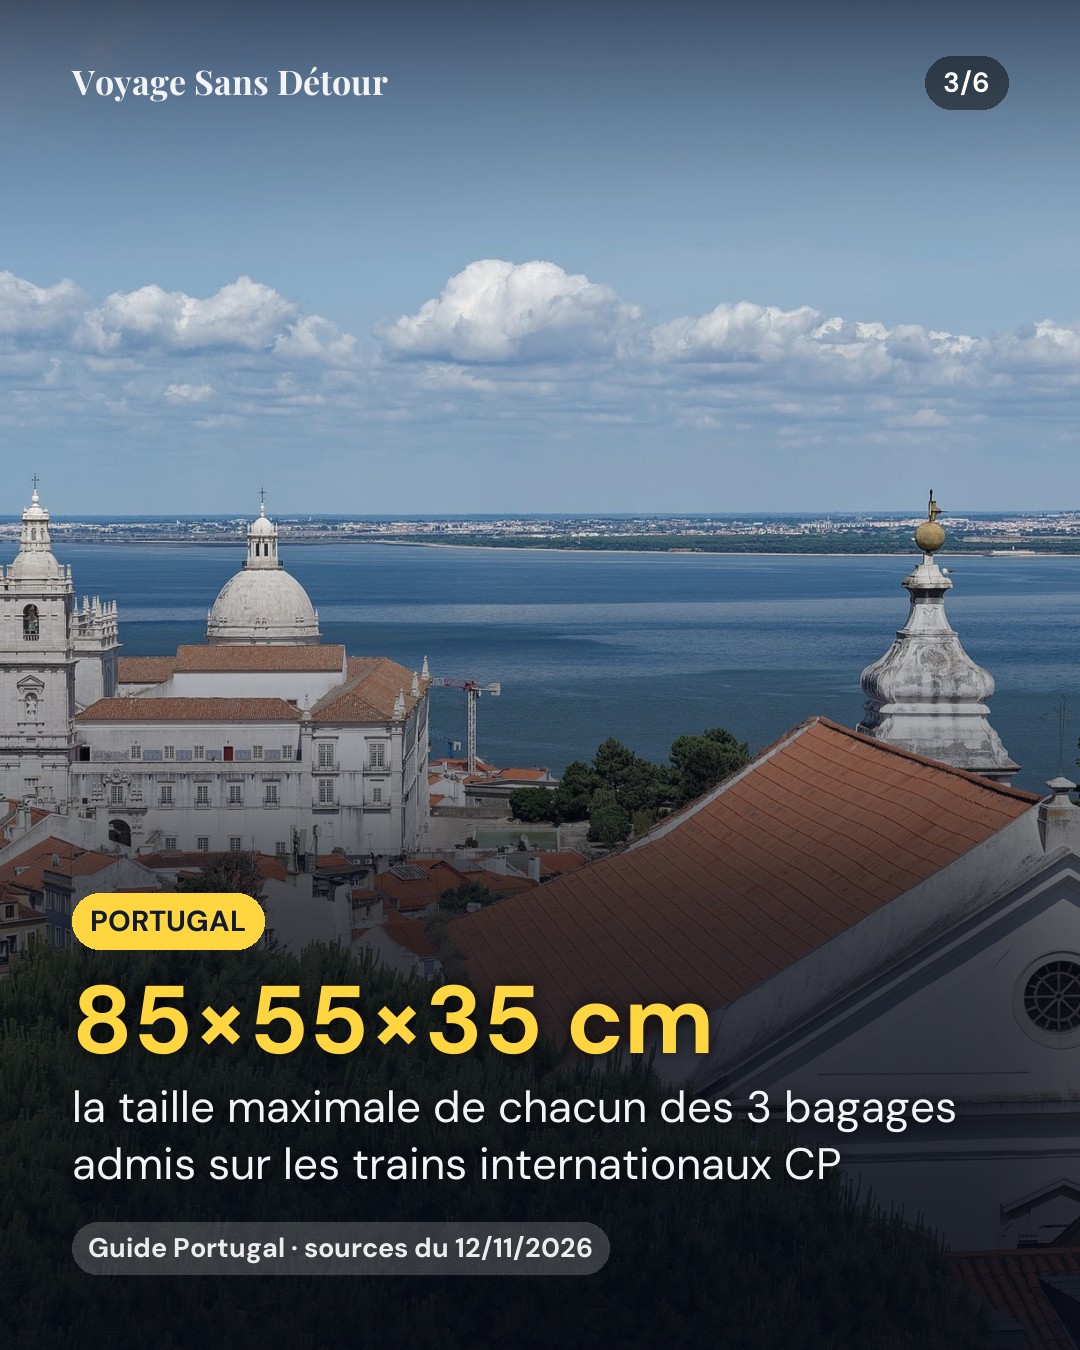 Voyage Sans Détour
3/6
PORTUGAL
85×55×35 cm
la taille maximale de chacun des 3 bagages
admis sur les trains internationaux CP
Guide Portugal · sources du 12/11/2026